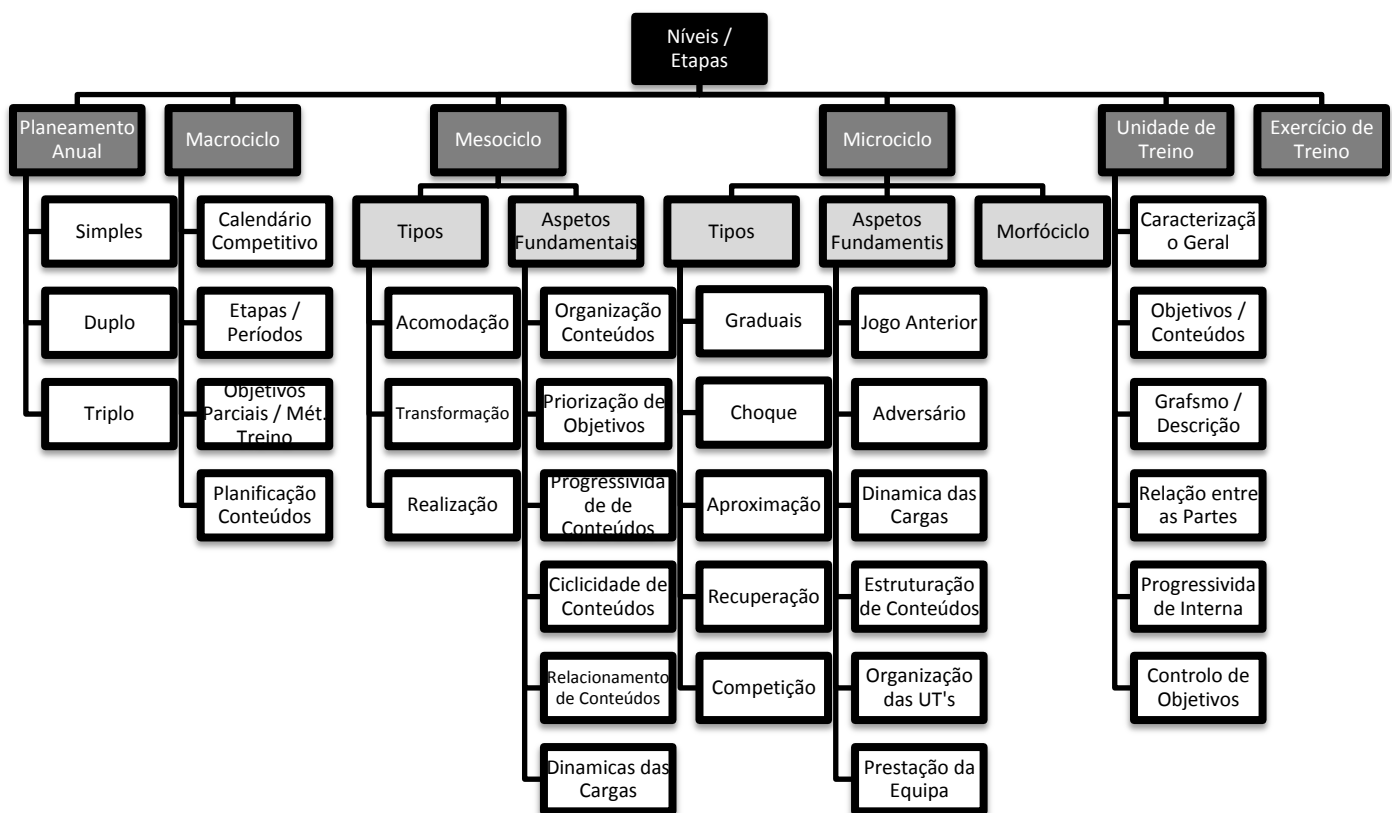 Níveis /
Etapas
Planeamento
Anual
Macrociclo
Mesociclo
Microciclo
Unidade de
Treino
Exercício de
Treino
Simples
Duplo
Triplo
Calendário
Competitivo
Etapas /
Períodos
Objetivos
Parciais / Mét.
Treino
Planificação
Conteúdos
Tipos
Acomodação
Transformação
Realização
Aspetos
Fundamentais
Organização
Conteúdos
Priorização de
Objetivos
Progressivida
de de
Conteúdos
Ciclicidade de
Conteúdos
Relacionamento
de Conteúdos
Dinamicas das
Cargas
Tipos
Graduais
Choque
Aproximação
Recuperação
Competição
Aspetos
Fundamentis
Jogo Anterior
Adversário
Dinamica das
Cargas
Estruturação
de Conteúdos
Organização
das UT's
Prestação da
Equipa
Morfóciclo
Caracterizaçã
o Geral
Objetivos /
Conteúdos
Grafsmo /
Descrição
Relação entre
as Partes
Progressivida
de Interna
Controlo de
Objetivos